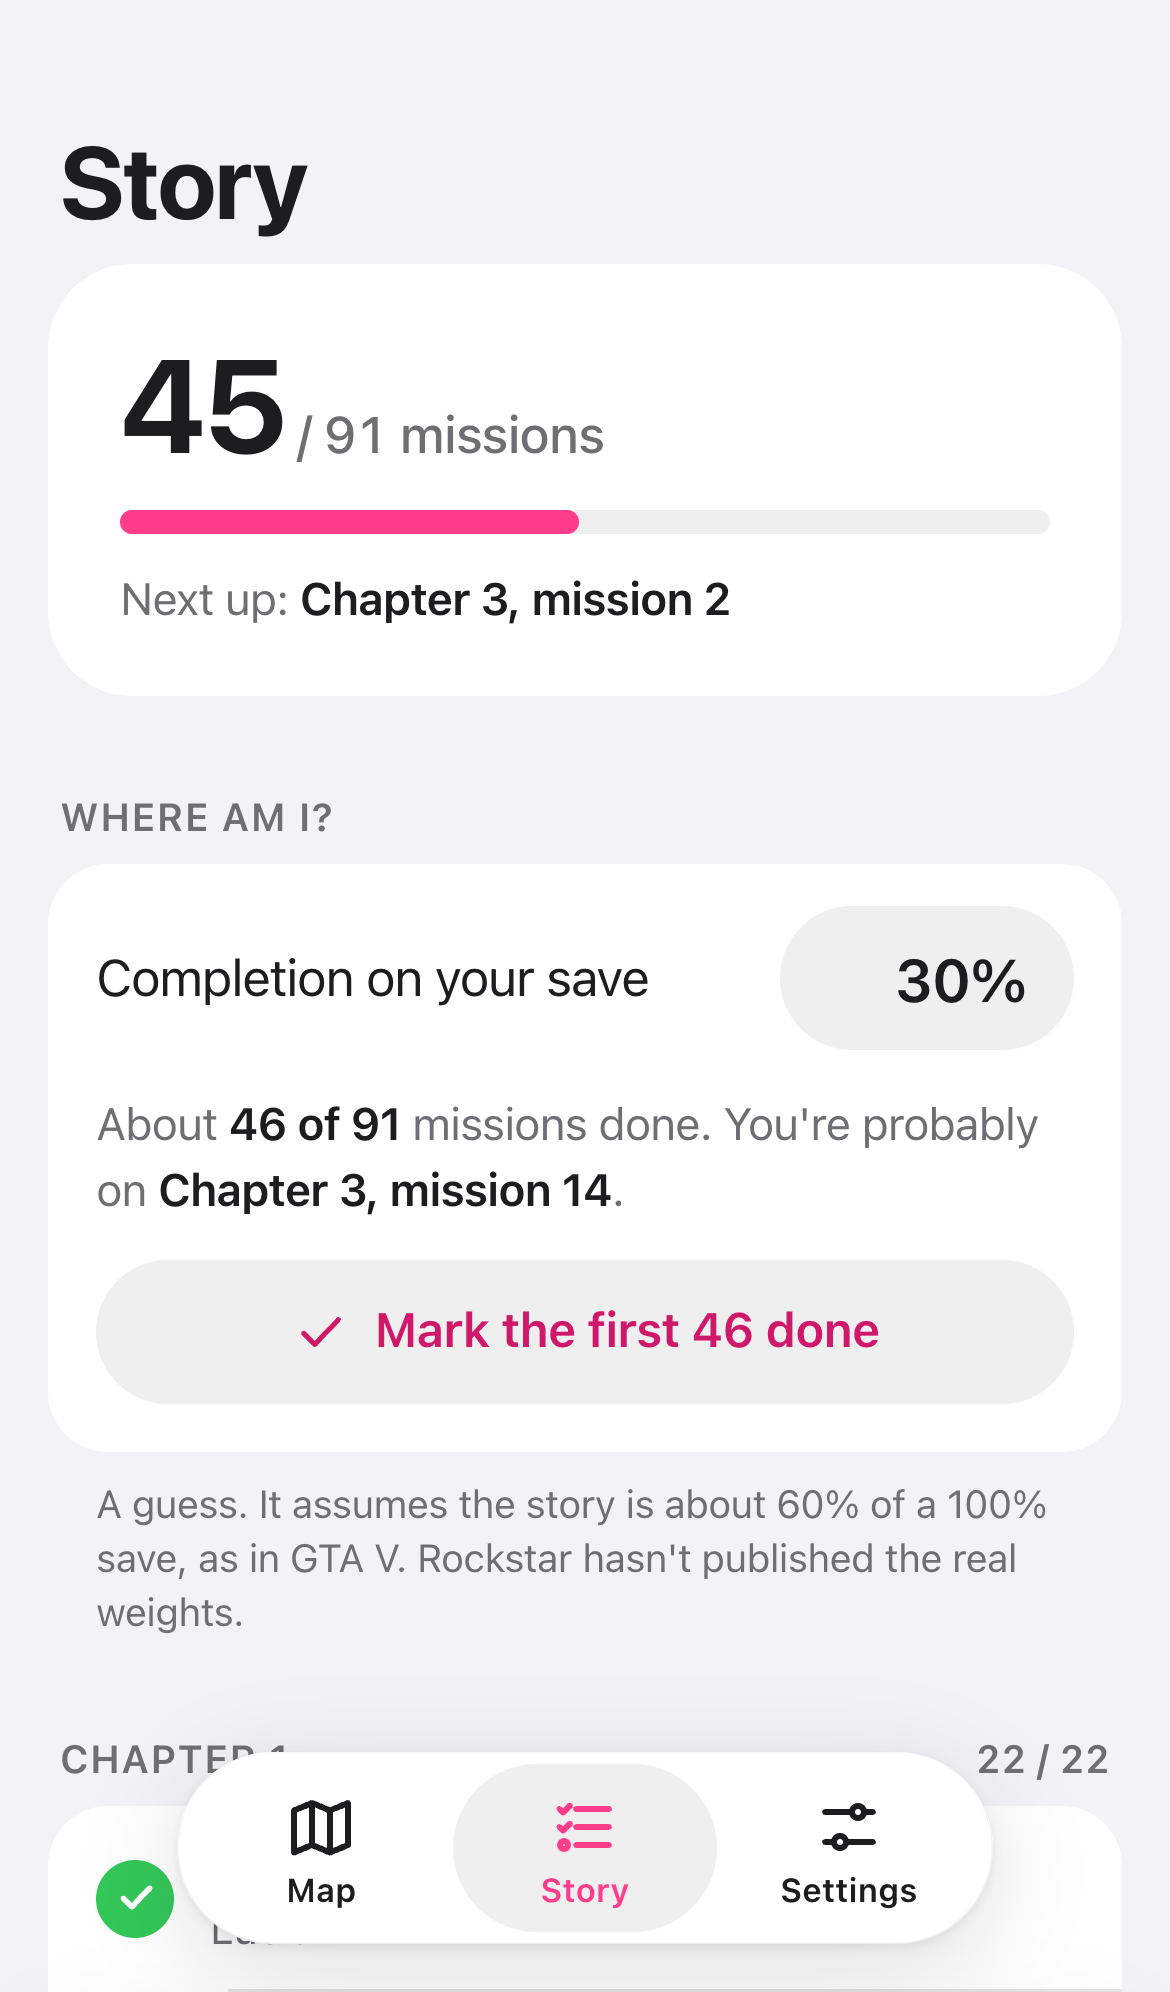 Story
45 / 91 missions
Next up: Chapter 3, mission 2
WHERE AM I?
Completion on your save
30%
About 46 of 91 missions done. You're probably
on Chapter 3, mission 14.
Mark the first 46 done
A guess. It assumes the story is about 60% of a 100%
save, as in GTA V. Rockstar hasn't published the real
weights.
CHAPTER 1
22 / 22
Map
Story
Settings